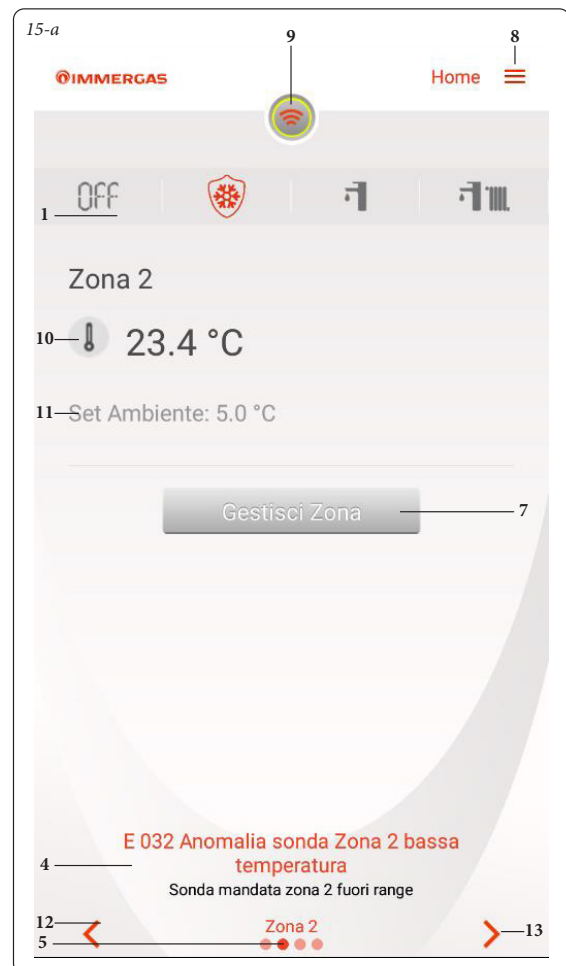 15-a
9
8
IMMERGAS
Home
OFF
1
Zona 2
10
23.4 °C
11
Set Ambiente: 5.0 °C
Gestisci Zona
7
E 032 Anomalia sonda Zona 2 bassa
4
temperatura
Sonda mandata zona 2 fuori range
12
Zona 2
13
5